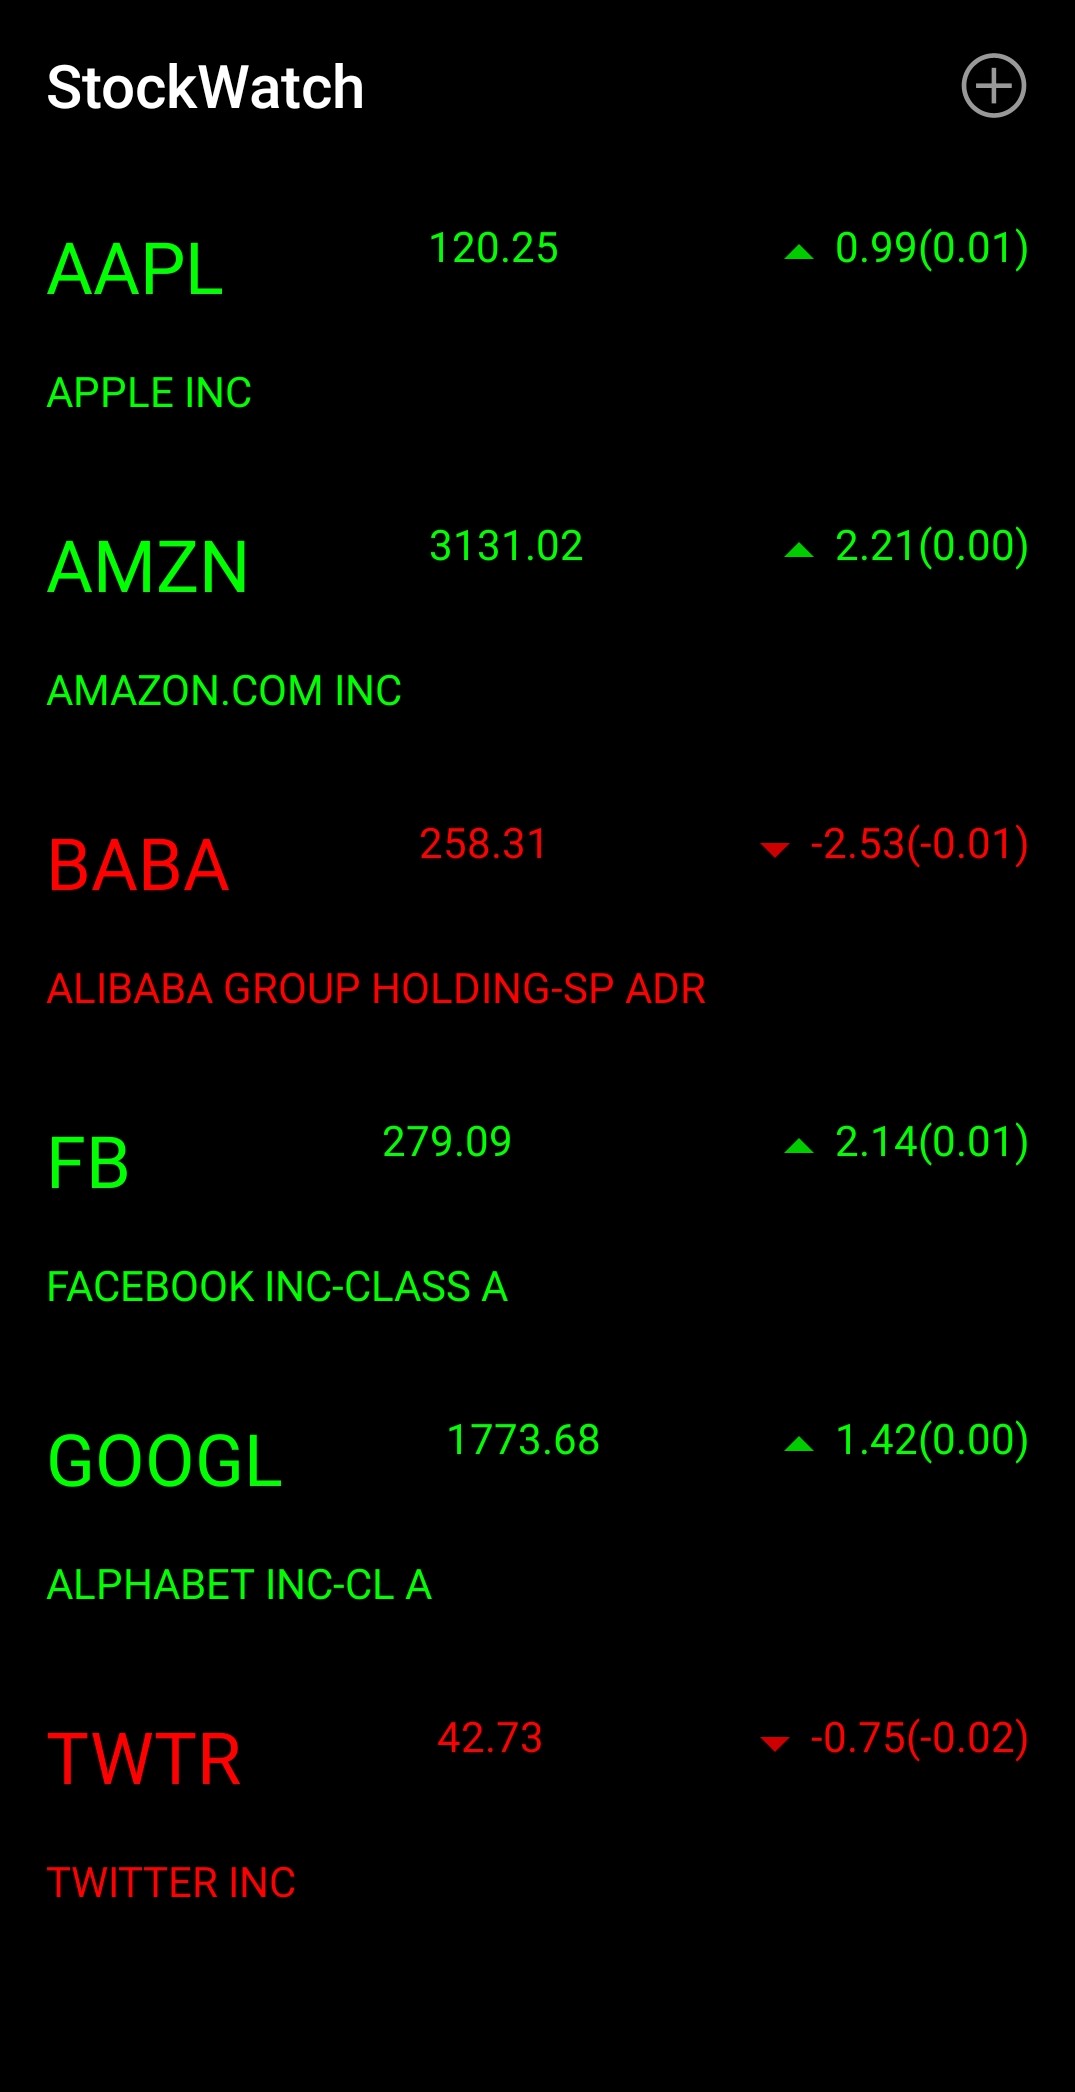 StockWatch
AAPL 120.25 ▲ 0.99(0.01)
APPLE INC
AMZN 3131.02 ▲ 2.21(0.00)
AMAZON.COM INC
BABA 258.31 ▼ -2.53(-0.01)
ALIBABA GROUP HOLDING-SP ADR
FB 279.09 ▲ 2.14(0.01)
FACEBOOK INC-CLASS A
GOOGL 1773.68 ▲ 1.42(0.00)
ALPHABET INC-CL A
TWTR 42.73 ▼ -0.75(-0.02)
TWITTER INC